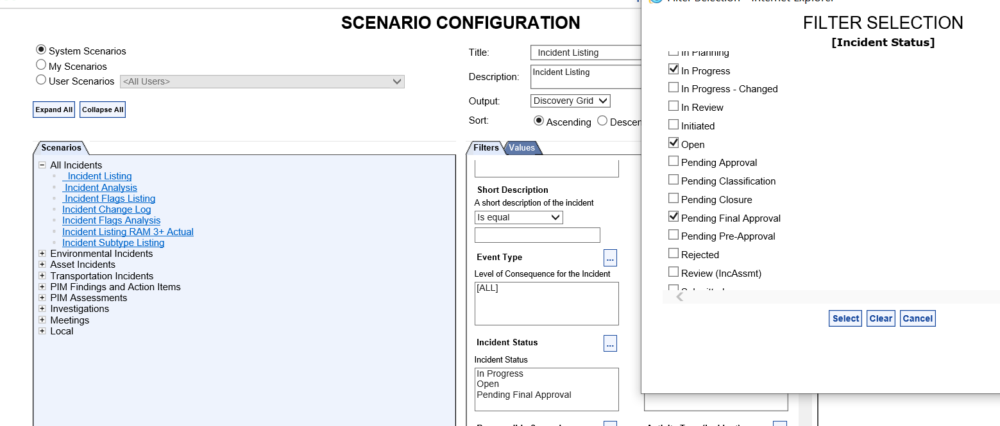 SCENARIO CONFIGURATION
System Scenarios
My Scenarios
User Scenarios <All Users>
Expand All Collapse All
Title: Incident Listing
Description: Incident Listing
Output: Discovery Grid
Sort: Ascending Descen
Scenarios
All Incidents
Incident Listing
Incident Analysis
Incident Flags Listing
Incident Change Log
Incident Flags Analysis
Incident Listing RAM 3+ Actual
Incident Subtype Listing
Environmental Incidents
Asset Incidents
Transportation Incidents
PIM Findings and Action Items
PIM Assessments
Investigations
Meetings
Local
Filters Values
Short Description
A short description of the incident
Is equal
Event Type ...
Level of Consequence for the Incident
[ALL]
Incident Status ...
Incident Status
In Progress
Open
Pending Final Approval
Filter Selection - Internet Explorer
FILTER SELECTION
[Incident Status]
In Planning
In Progress
In Progress - Changed
In Review
Initiated
Open
Pending Approval
Pending Classification
Pending Closure
Pending Final Approval
Pending Pre-Approval
Rejected
Review (IncAssmt)
Select Clear Cancel